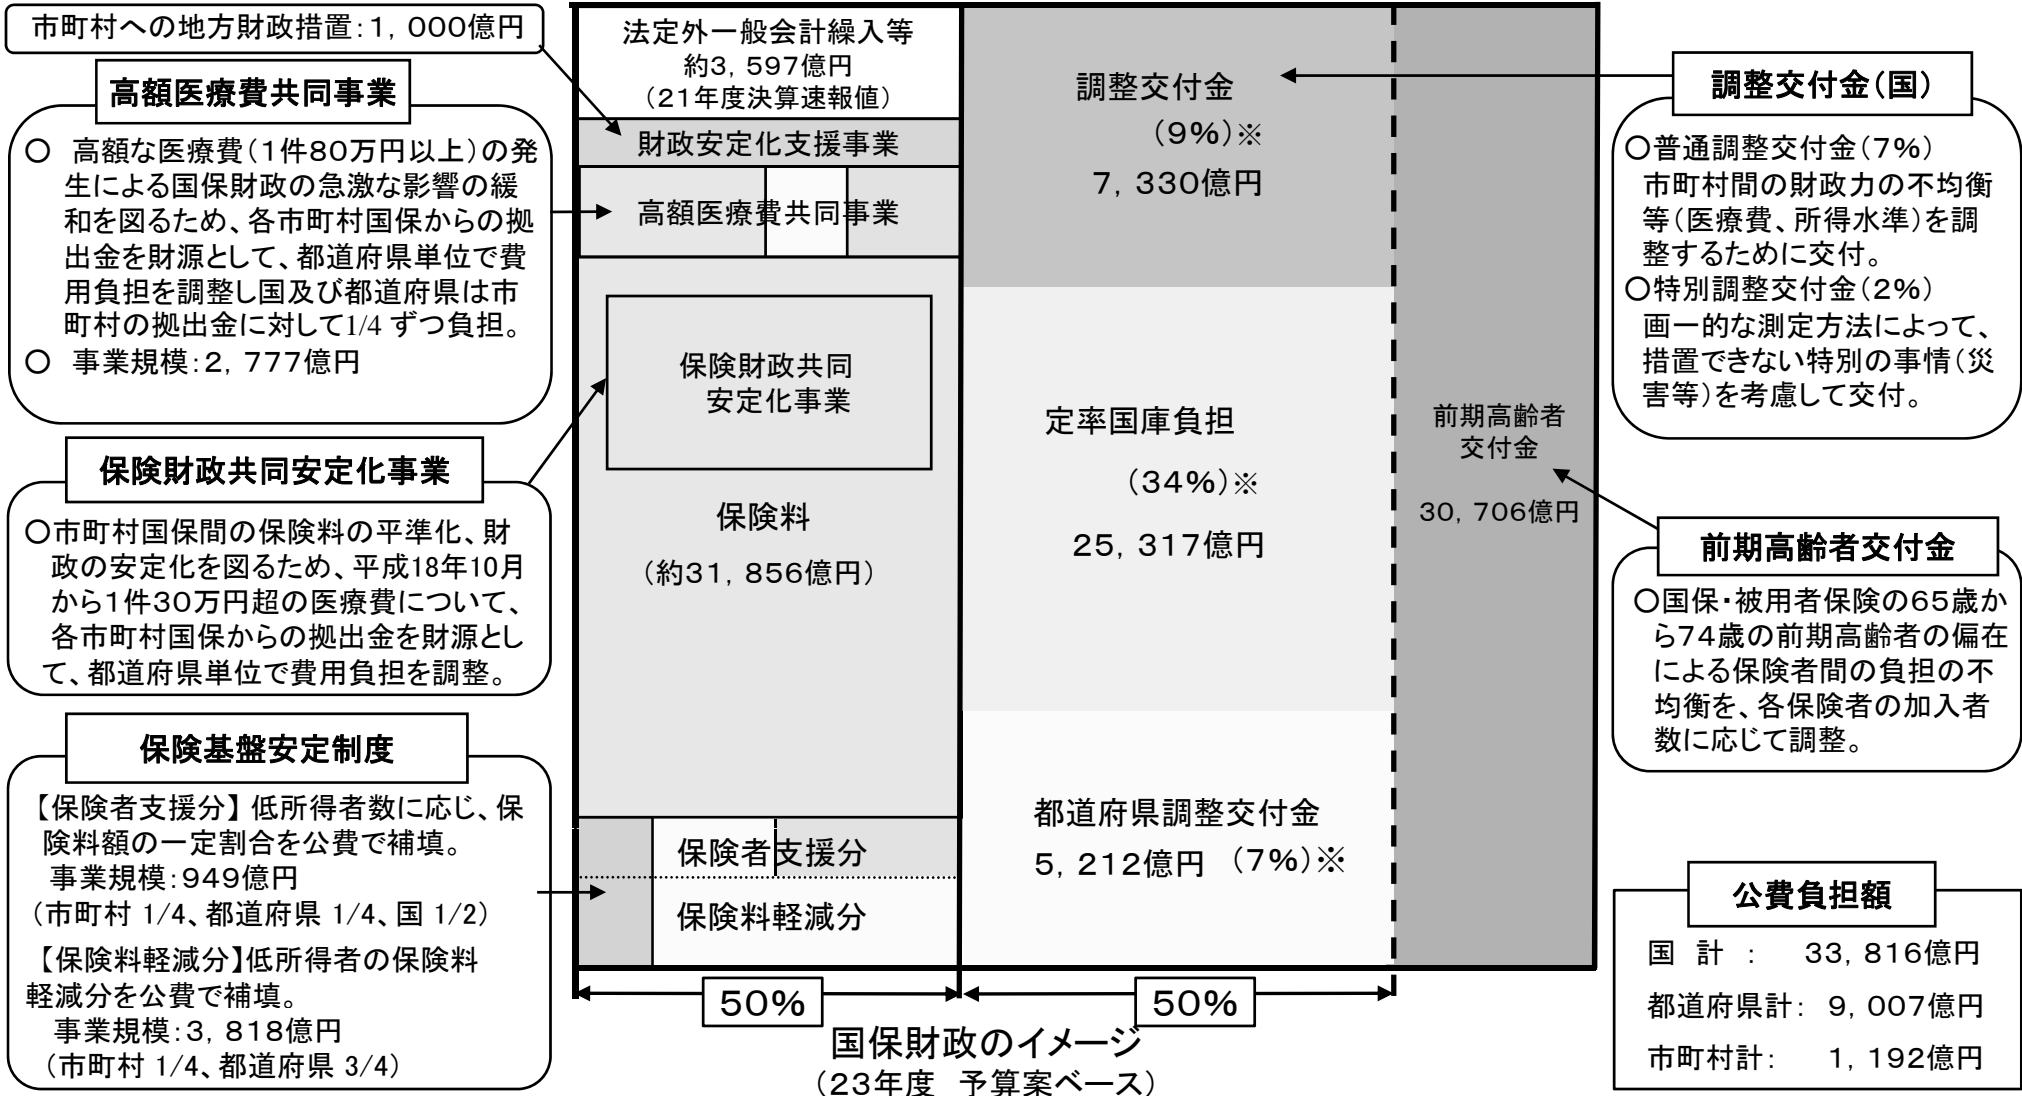 市町村への地方財政措置:1,000億円
高額医療費共同事業
○ 高額な医療費(1件80万円以上)の発
生による国保財政の急激な影響の緩
和を図るため、各市町村国保からの拠
出金を財源として、都道府県単位で費
用負担を調整し国及び都道府県は市
町村の拠出金に対して1/4 ずつ負担。
○ 事業規模:2,777億円
保険財政共同安定化事業
○市町村国保間の保険料の平準化、財
政の安定化を図るため、平成18年10月
から1件30万円超の医療費について、
各市町村国保からの拠出金を財源とし
て、都道府県単位で費用負担を調整。
保険基盤安定制度
【保険者支援分】低所得者数に応じ、保
険料額の一定割合を公費で補填。
事業規模:949億円
(市町村 1/4、都道府県 1/4、国 1/2)
【保険料軽減分】低所得者の保険料
軽減分を公費で補填。
事業規模:3,818億円
(市町村 1/4、都道府県 3/4)
法定外一般会計繰入等
約3,597億円
(21年度決算速報値)
財政安定化支援事業
高額医療費共同事業
保険財政共同
安定化事業
保険料
(約31,856億円)
保険者支援分
保険料軽減分
50%
調整交付金
(9%)※
7,330億円
定率国庫負担
(34%)※
25,317億円
都道府県調整交付金
5,212億円 (7%)※
50%
前期高齢者
交付金
30,706億円
国保財政のイメージ
(23年度 予算案ベース)
調整交付金(国)
○普通調整交付金(7%)
市町村間の財政力の不均衡
等(医療費、所得水準)を調
整するために交付。
○特別調整交付金(2%)
画一的な測定方法によって、
措置できない特別の事情(災
害等)を考慮して交付。
前期高齢者交付金
○国保・被用者保険の65歳か
ら74歳の前期高齢者の偏在
による保険者間の負担の不
均衡を、各保険者の加入者
数に応じて調整。
公費負担額
国 計 : 33,816億円
都道府県計: 9,007億円
市町村計: 1,192億円